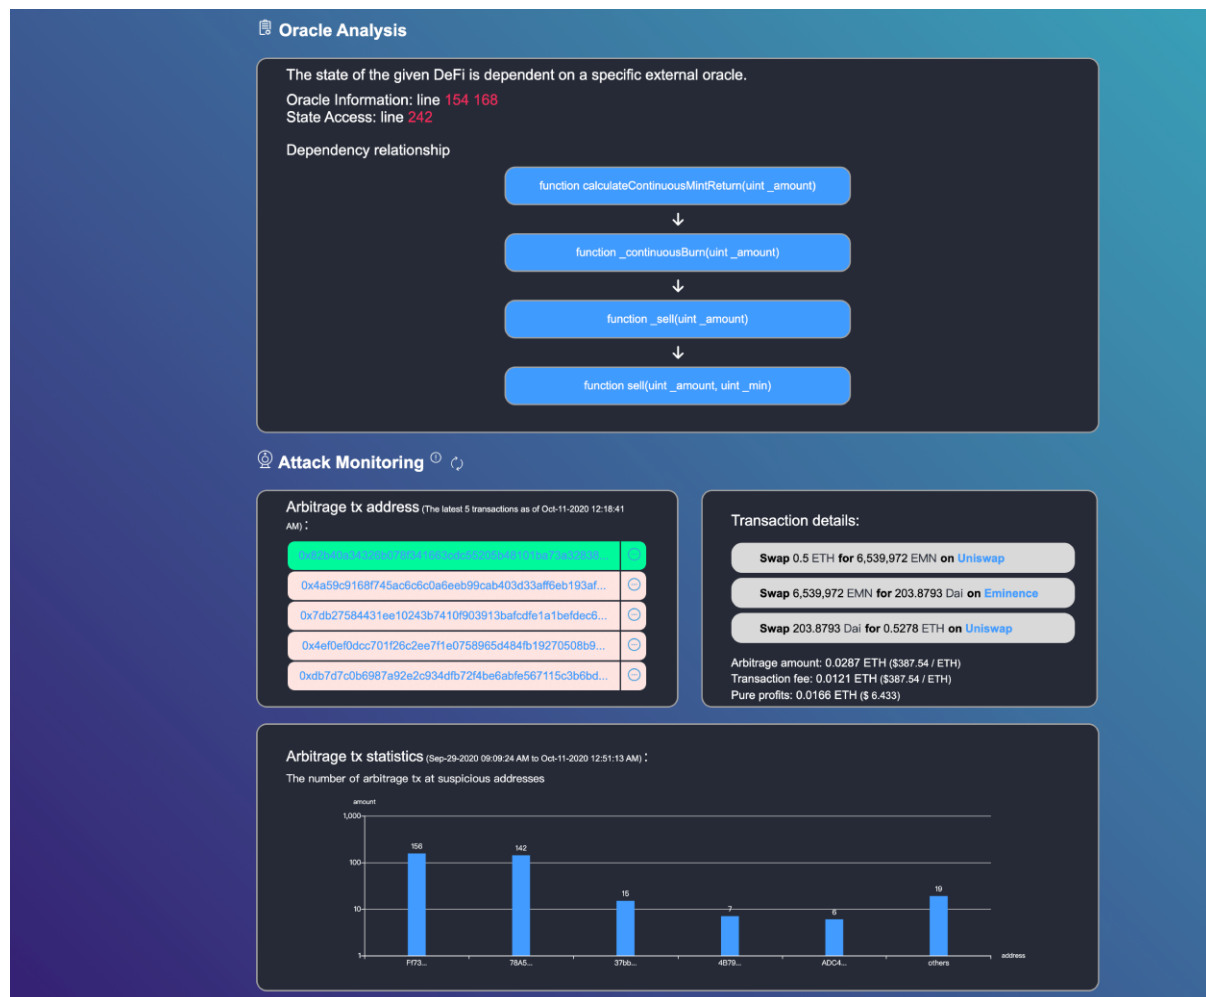 Oracle Analysis
The state of the given DeFi is dependent on a specific external oracle.
Oracle Information: line 154 168
State Access: line 242
Dependency relationship
function calculateContinuousMintReturn(uint _amount)
function _continuousBurn(uint _amount)
function _sell(uint _amount)
function sell(uint _amount, uint _min)
Attack Monitoring
Arbitrage tx address (The latest 5 transactions as of Oct-11-2020 12:18:41
AM) :
0x82b40a34326b078f341663cdc55205b48101ba73a32838...
0x4a59c9168f745ac6c6c0a6eeb99cab403d33aff6eb193af...
0x7db27584431ee10243b7410f903913bafcdfe1a1befdec6...
0x4ef0ef0dcc701f26c2ee7f1e0758965d484fb19270508b9...
0xdb7d7c0b6987a92e2c934dfb72f4be6abfe567115c3b6bd...
Transaction details:
Swap 0.5 ETH for 6,539,972 EMN on Uniswap
Swap 6,539,972 EMN for 203.8793 Dai on Eminence
Swap 203.8793 Dai for 0.5278 ETH on Uniswap
Arbitrage amount: 0.0287 ETH ($387.54 / ETH)
Transaction fee: 0.0121 ETH ($387.54 / ETH)
Pure profits: 0.0166 ETH ($ 6.433)
Arbitrage tx statistics (Sep-29-2020 09:09:24 AM to Oct-11-2020 12:51:13 AM) :
The number of arbitrage tx at suspicious addresses
amount
1,000
100
10
1
156
142
15
7
6
19
Ff73...
78A5...
37bb...
4B79...
ADC4...
others
address